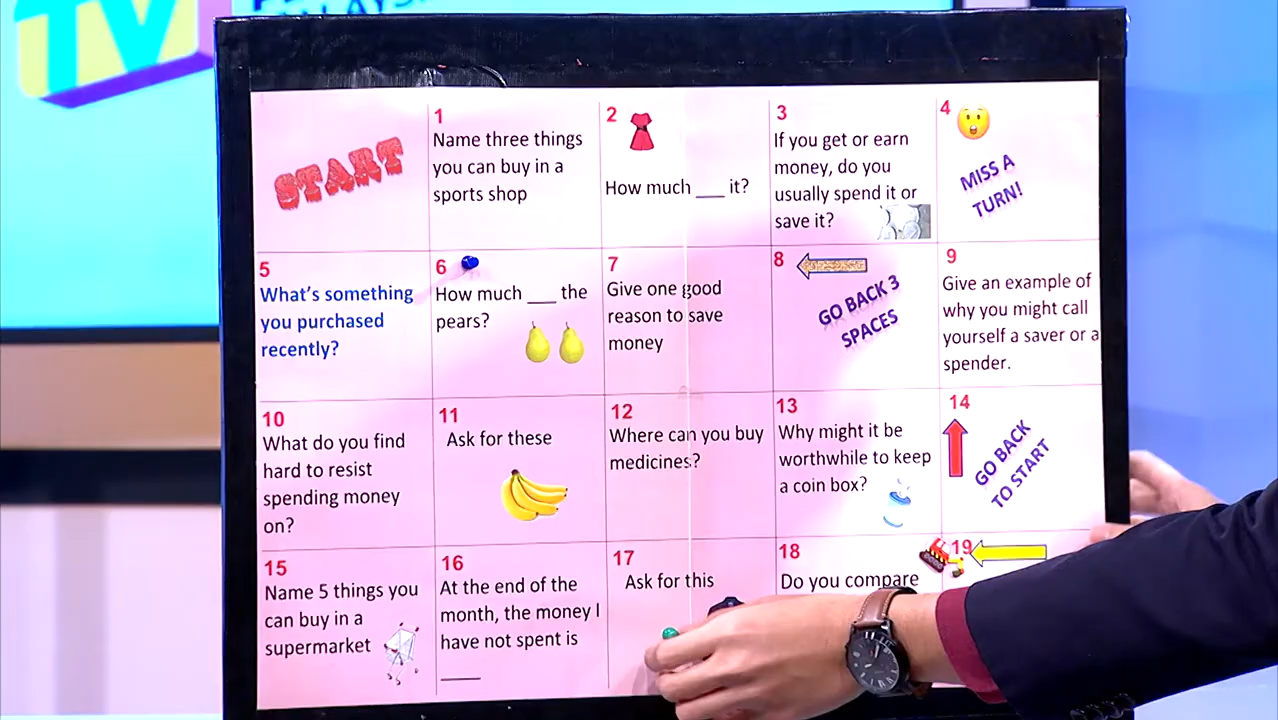 TV
START
1
Name three things
you can buy in a
sports shop
2
How much ___ it?
3
If you get or earn
money, do you
usually spend it or
save it?
4
MISS A
TURN!
5
What's something
you purchased
recently?
6
How much ___ the
pears?
7
Give one good
reason to save
money
8
GO BACK 3
SPACES
9
Give an example of
why you might call
yourself a saver or a
spender.
10
What do you find
hard to resist
spending money
on?
11
Ask for these
12
Where can you buy
medicines?
13
Why might it be
worthwhile to keep
a coin box?
14
GO BACK
TO START
15
Name 5 things you
can buy in a
supermarket
16
At the end of the
month, the money I
have not spent is
____
17
Ask for this
18
Do you compare
19